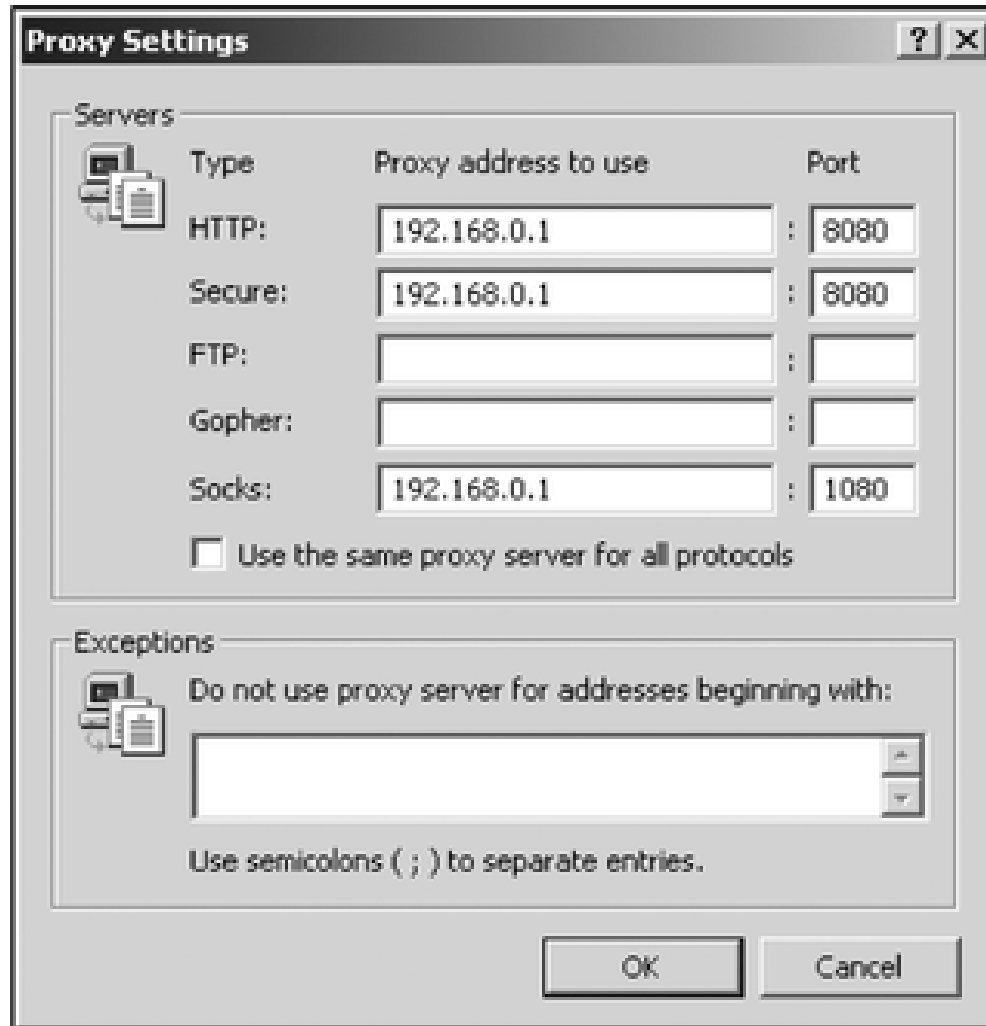 Proxy Settings ? X
Servers
Type Proxy address to use Port
HTTP: 192.168.0.1 : 8080
Secure: 192.168.0.1 : 8080
FTP: :
Gopher: :
Socks: 192.168.0.1 : 1080
Use the same proxy server for all protocols
Exceptions
Do not use proxy server for addresses beginning with:
Use semicolons ( ; ) to separate entries.
OK Cancel